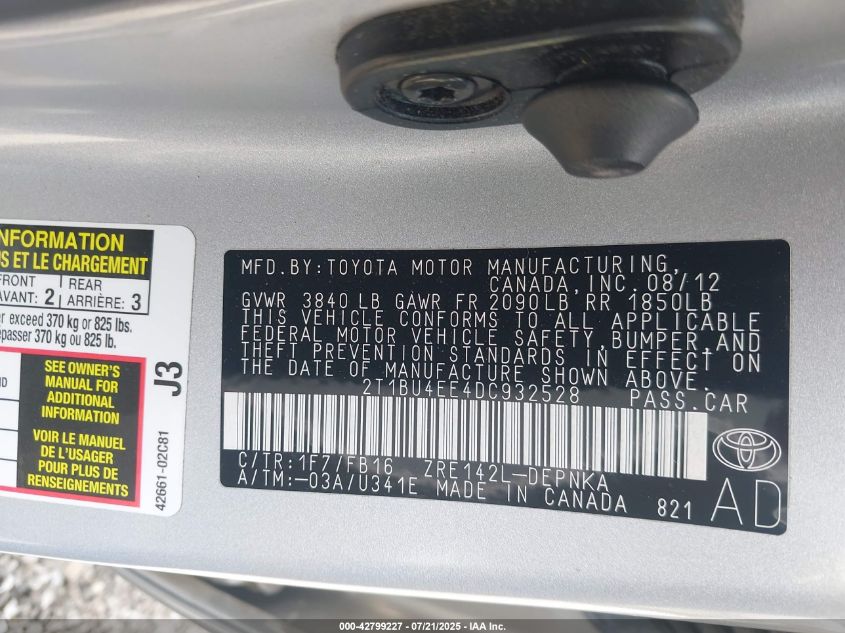 NFORMATION
ET LE CHARGEMENT
FRONT
AVANT: 2
REAR
ARRIÈRE: 3
exceed 370 kg or 825 lbs.
370 kg ou 825 lb.
SEE OWNER'S
MANUAL FOR
ADDITIONAL
INFORMATION
VOIR LE MANUEL
DE L'USAGER
POUR PLUS DE
RENSEIGNEMENTS
J3
42661-02C81
MFD.BY:TOYOTA MOTOR MANUFACTURING,
CANADA,INC.08/12
GVWR 3840 LB GAWR FR 2090LB RR 1850LB
THIS VEHICLE CONFORMS TO ALL APPLICABLE
FEDERAL MOTOR VEHICLE SAFETY, BUMPER,AND
THEFT PREVENTION STANDARDS IN EFFECT ON
THE DATE OF MANUFACTURE SHOWN ABOVE.
2T1BU4EE4DC932528 PASS.CAR
C/TR:1F7/FB16 ZRE142L-DEPNKA
A/TM:-03A/U341E MADE IN CANADA 821
AD
000-42799227 - 07/21/2025 - IAA Inc.